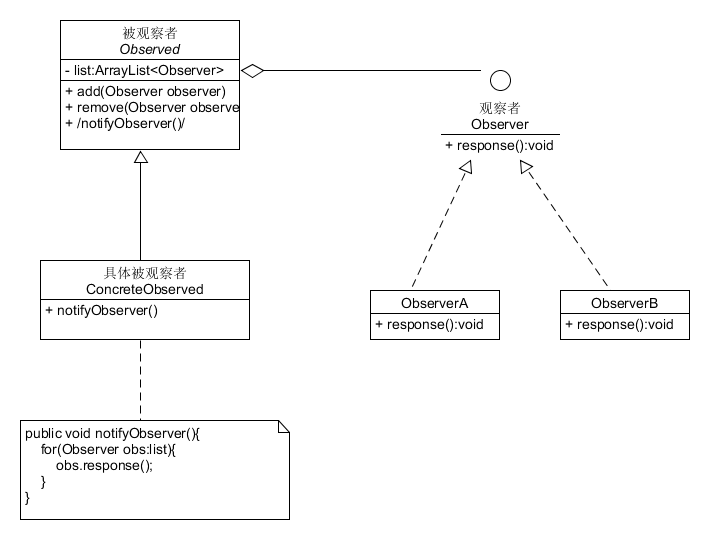 被观察者
Observed
- list:ArrayList<Observer>
+ add(Observer observer)
+ remove(Observer observe
+ /notifyObserver()/
观察者
Observer
+ response():void
具体被观察者
ConcreteObserved
+ notifyObserver()
ObserverA
+ response():void
ObserverB
+ response():void
public void notifyObserver(){
    for(Observer obs:list){
        obs.response();
    }
}